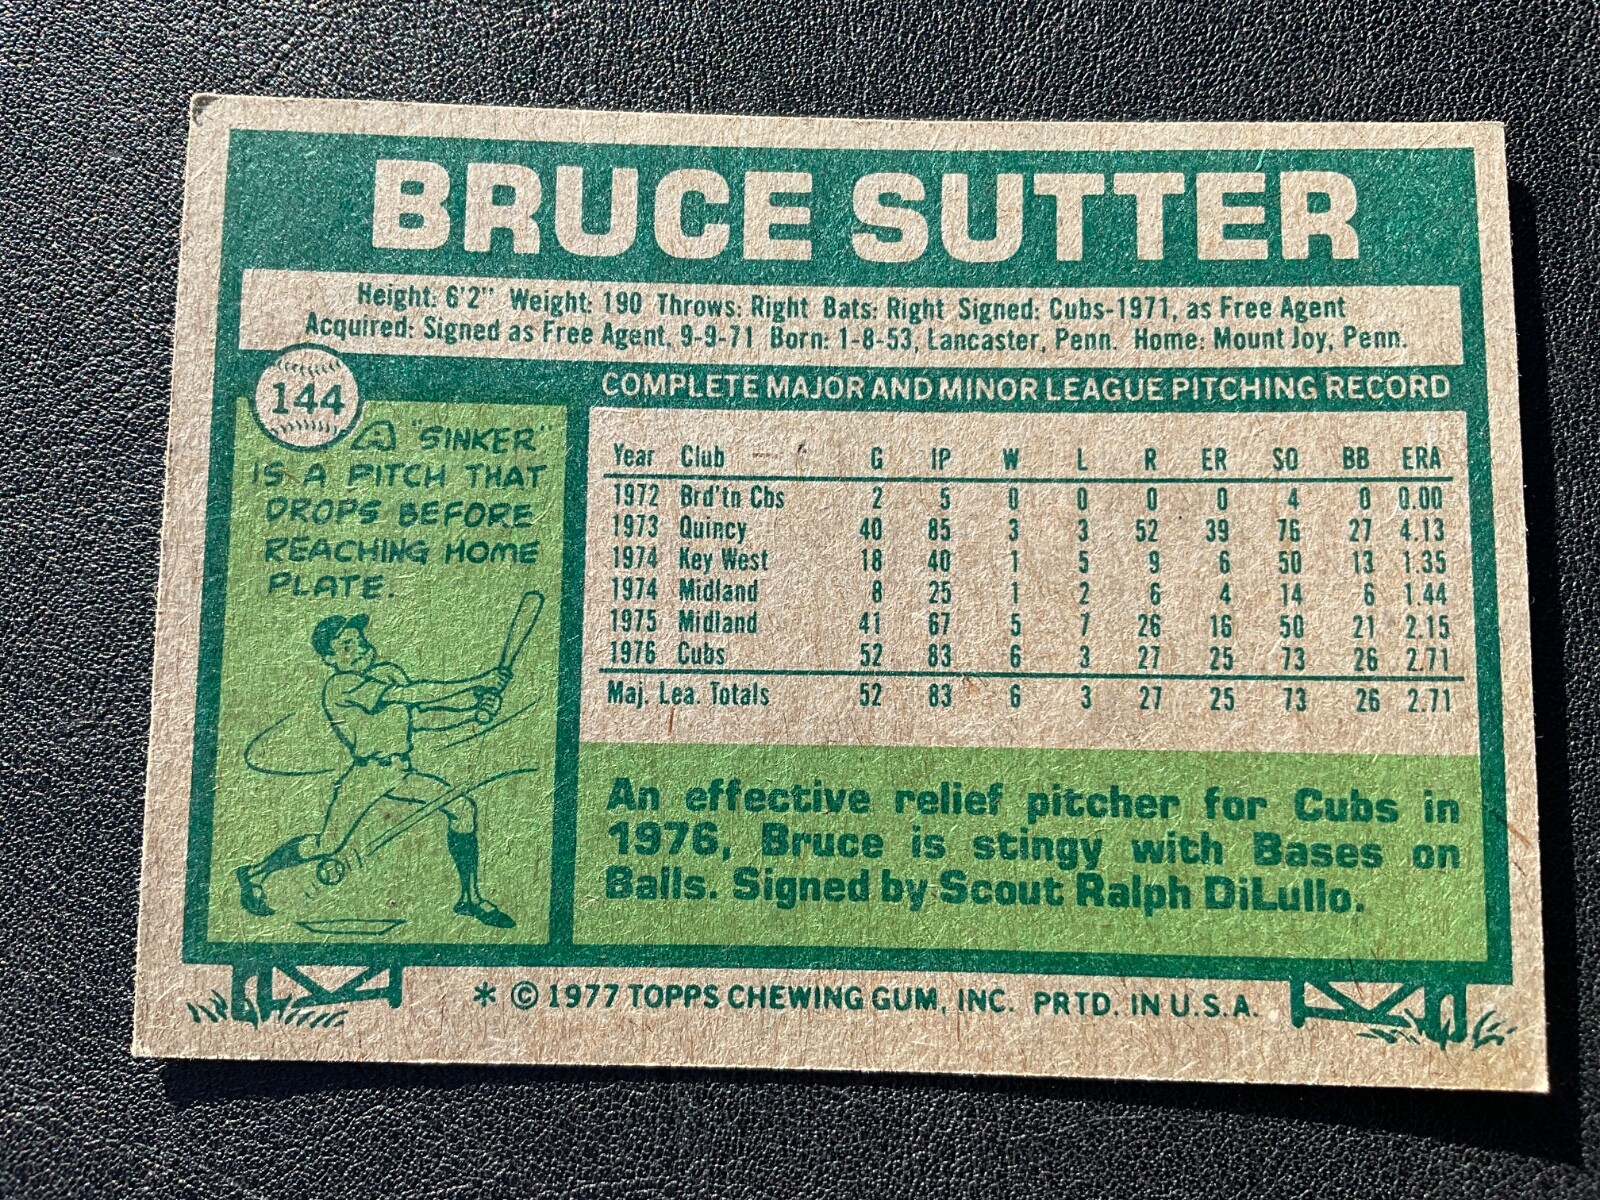 BRUCE SUTTER
Height: 6'2" Weight: 190 Throws: Right Bats: Right Signed: Cubs-1971, as Free Agent
Acquired: Signed as Free Agent, 9-9-71 Born: 1-8-53, Lancaster, Penn. Home: Mount Joy, Penn.
144
A "SINKER"
IS A PITCH THAT
DROPS BEFORE
REACHING HOME
PLATE.
COMPLETE MAJOR AND MINOR LEAGUE PITCHING RECORD
Year Club G IP W L R ER SO BB ERA
1972 Brd'tn Cbs 2 5 0 0 0 0 4 0 0.00
1973 Quincy 40 85 3 3 52 39 76 27 4.13
1974 Key West 18 40 1 5 9 6 50 13 1.35
1974 Midland 8 25 1 2 6 4 14 6 1.44
1975 Midland 41 67 5 7 26 16 50 21 2.15
1976 Cubs 52 83 6 3 27 25 73 26 2.71
Maj. Lea. Totals 52 83 6 3 27 25 73 26 2.71
An effective relief pitcher for Cubs in
1976, Bruce is stingy with Bases on
Balls. Signed by Scout Ralph DiLullo.
* © 1977 TOPPS CHEWING GUM, INC. PRTD. IN U.S.A.